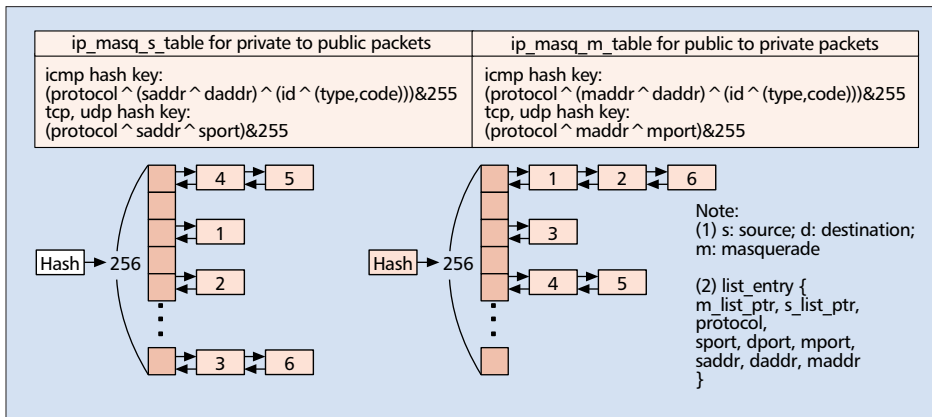 ip_masq_s_table for private to public packets
ip_masq_m_table for public to private packets
icmp hash key:
(protocol^(saddr^daddr)^(id^(type,code)))&255
tcp, udp hash key:
(protocol^saddr^sport)&255
icmp hash key:
(protocol^(maddr^daddr)^(id^(type,code)))&255
tcp, udp hash key:
(protocol^maddr^mport)&255
Hash
256
4 5
1
2
3 6
Hash
256
1 2 6
3
4 5
Note:
(1) s: source; d: destination;
m: masquerade
(2) list_entry {
m_list_ptr, s_list_ptr,
protocol,
sport, dport, mport,
saddr, daddr, maddr
}